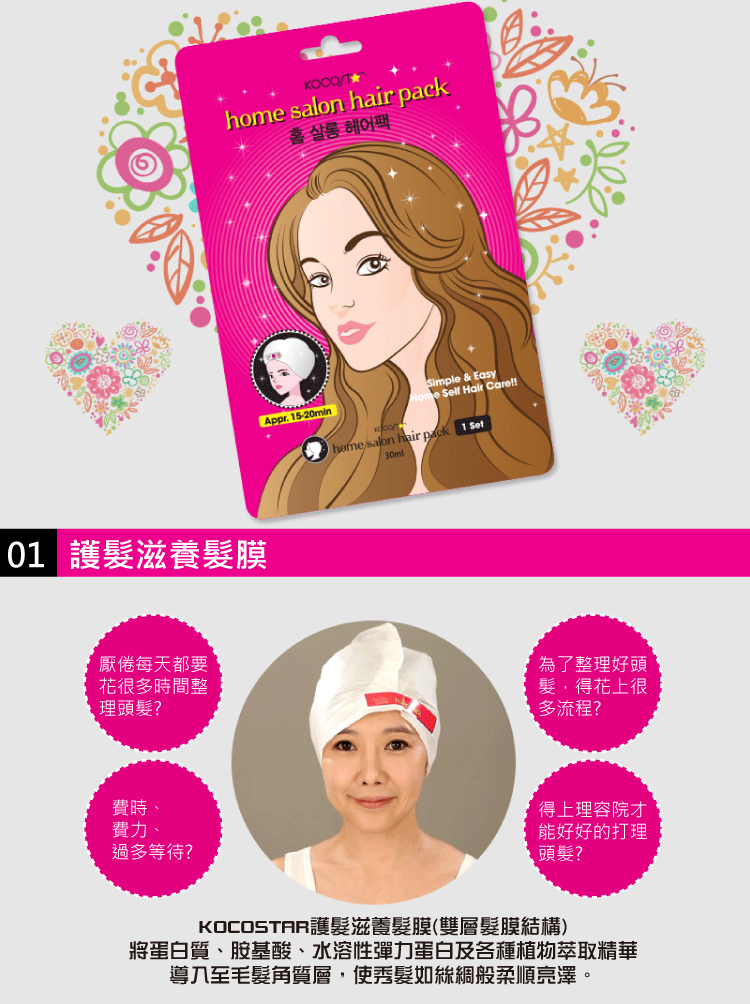 KOCOSTAR
home salon hair pack
홈 살롱 헤어팩
Simple & Easy
Home Self Hair Care!!
Appr. 15-20min
KOCOSTAR
home salon hair pack
1 Set
30ml
01 護髮滋養髮膜
厭倦每天都要
花很多時間整
理頭髮?
為了整理好頭
髮，得花上很
多流程?
費時、
費力、
過多等待?
得上理容院才
能好好的打理
頭髮?
KOCOSTAR護髮滋養髮膜(雙層髮膜結構)
將蛋白質、胺基酸、水溶性彈力蛋白及各種植物萃取精華
導入至毛髮角質層，使秀髮如絲綢般柔順亮澤。